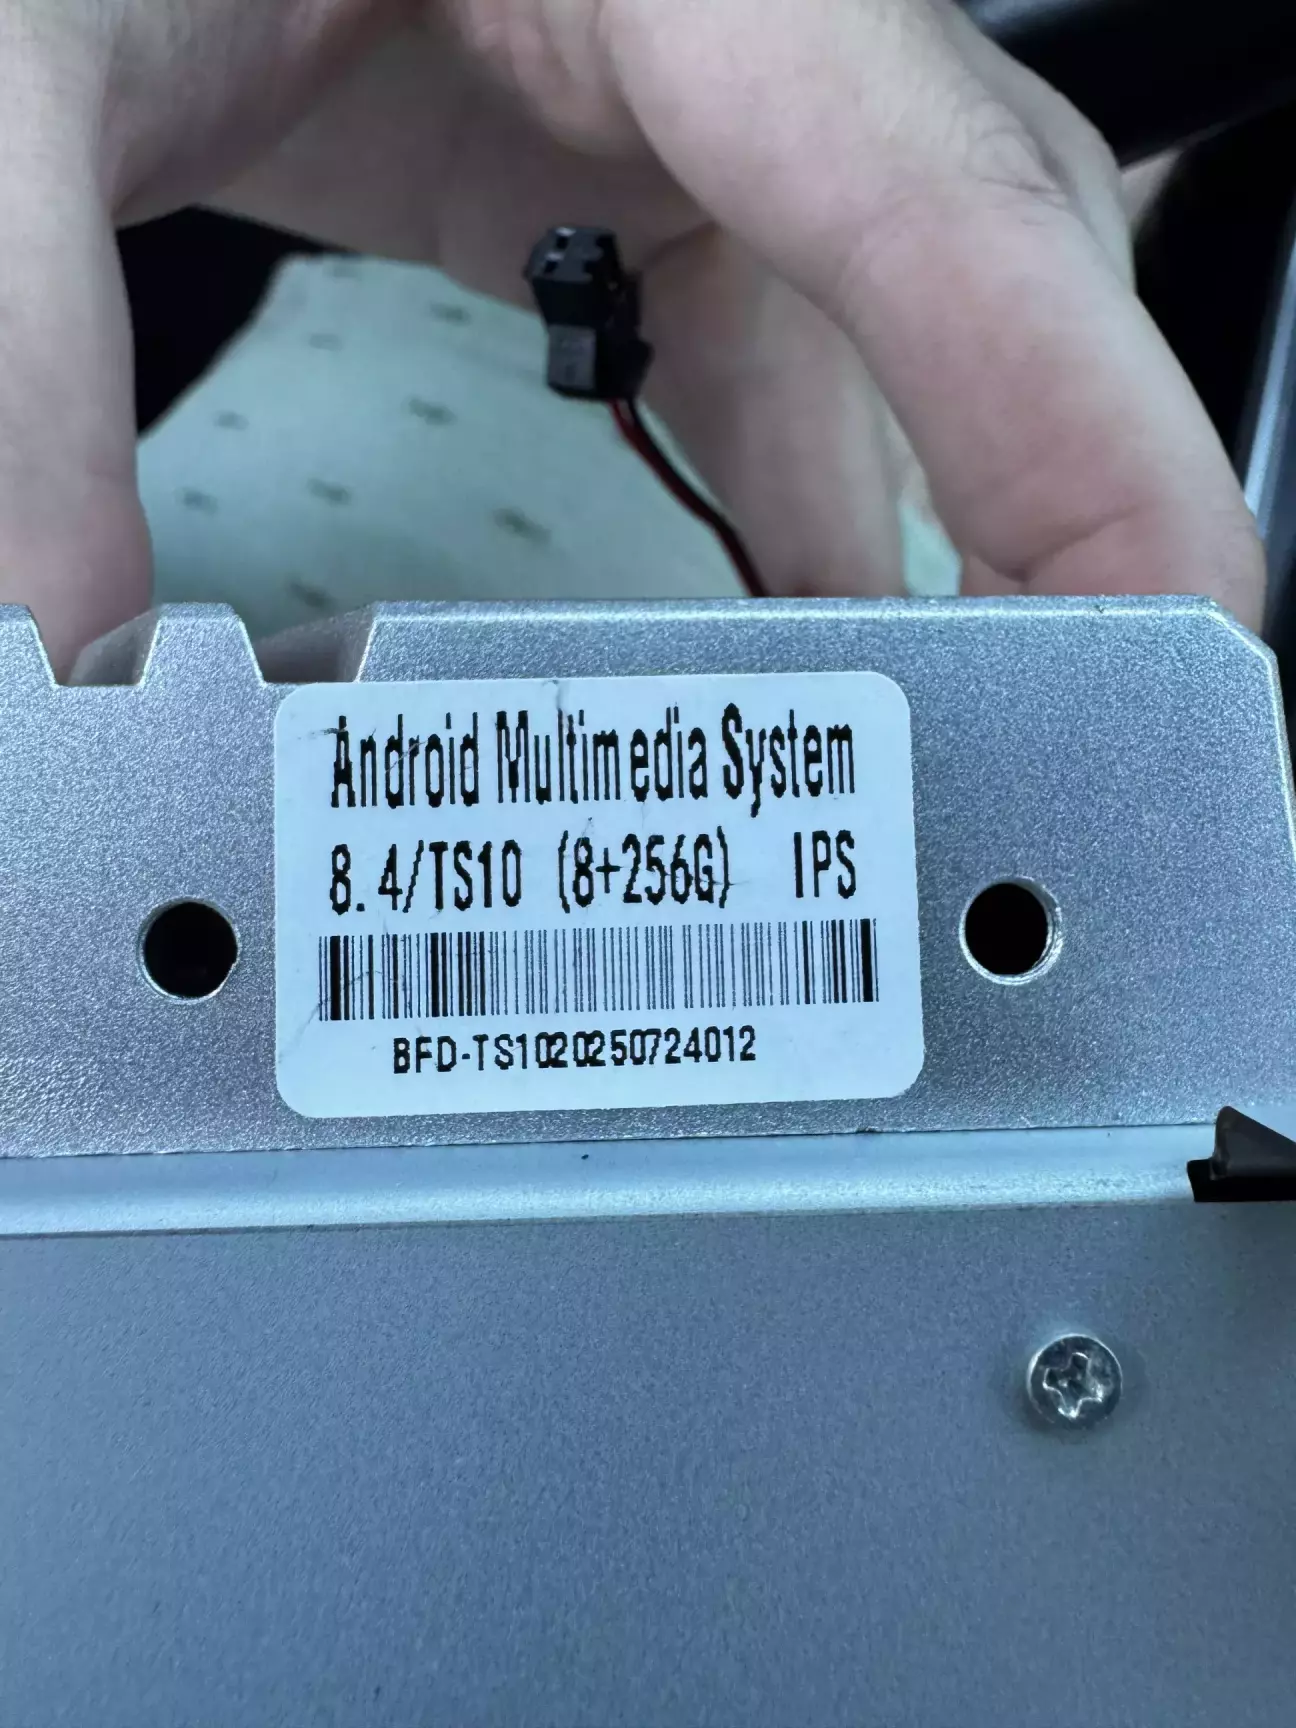 Android Multimedia System
8.4/TS10 (8+256G) IPS
BFD-TS1020250724012